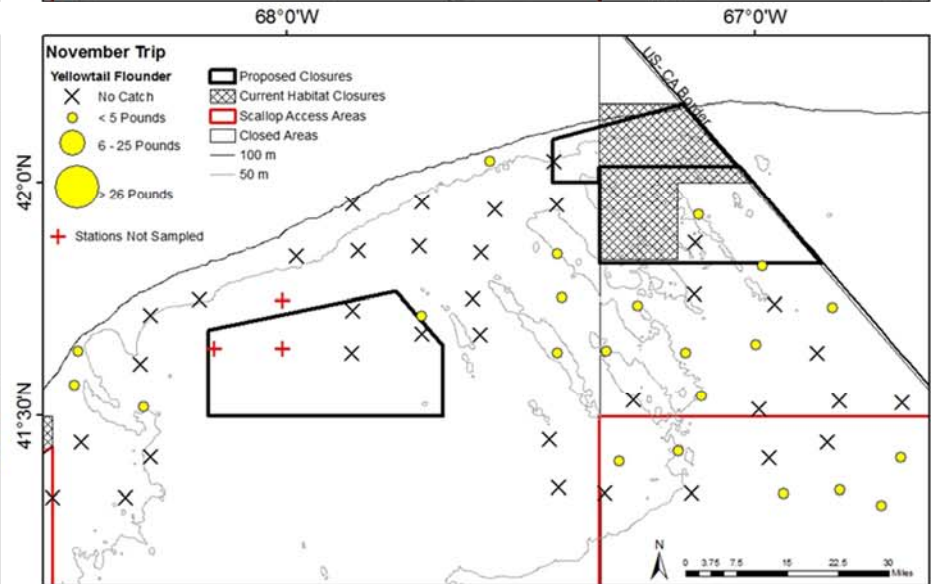 68°0'W 67°0'W
November Trip
Yellowtail Flounder
No Catch
< 5 Pounds
6 - 25 Pounds
> 26 Pounds
Stations Not Sampled
Proposed Closures
Current Habitat Closures
Scallop Access Areas
Closed Areas
100 m
50 m
US- CA Border
42°0'N
41°30'N
N
0 3.75 7.5 15 22.5 30
Miles